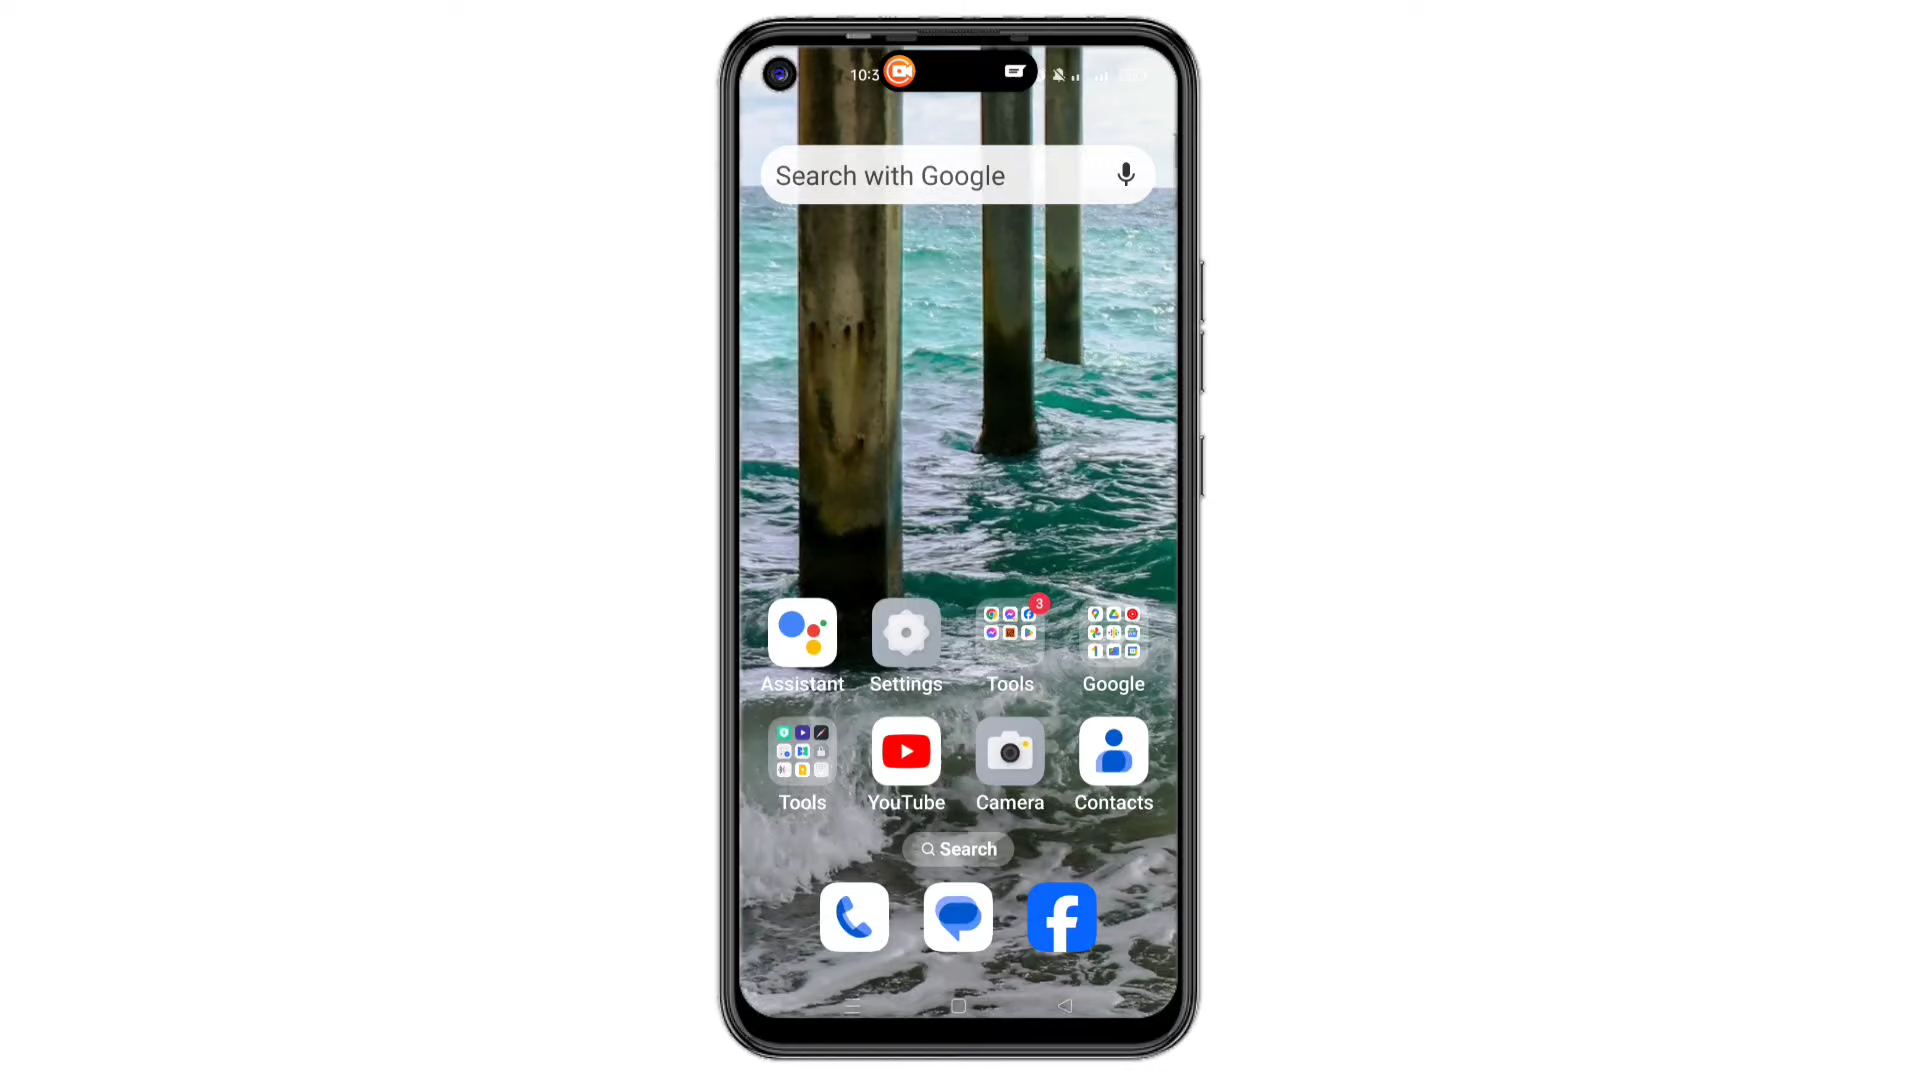 10:3
Search with Google
3
Assistant Settings Tools Google
Tools YouTube Camera Contacts
Search